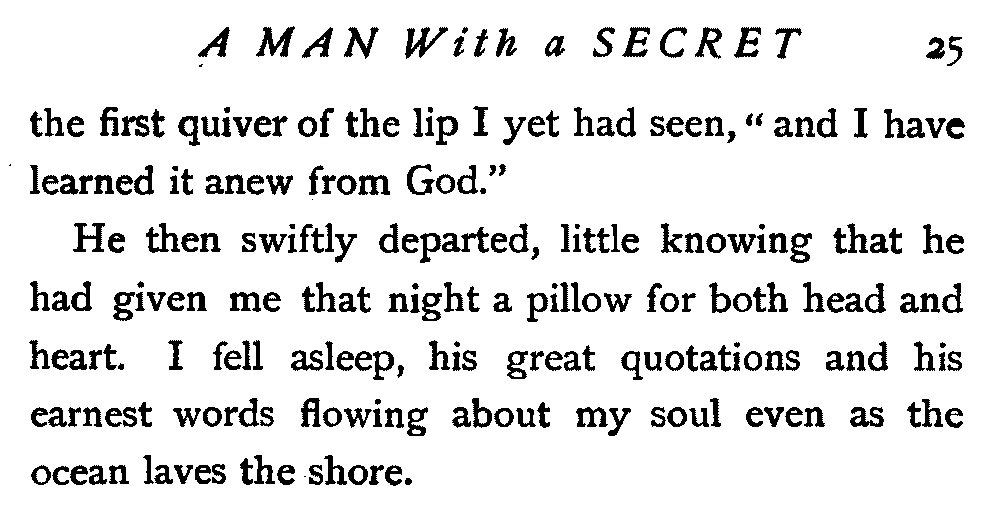 A MAN With a SECRET 25
the first quiver of the lip I yet had seen, “ and I have
learned it anew from God.”
He then swiftly departed, little knowing that he
had given me that night a pillow for both head and
heart. I fell asleep, his great quotations and his
earnest words flowing about my soul even as the
ocean laves the shore.